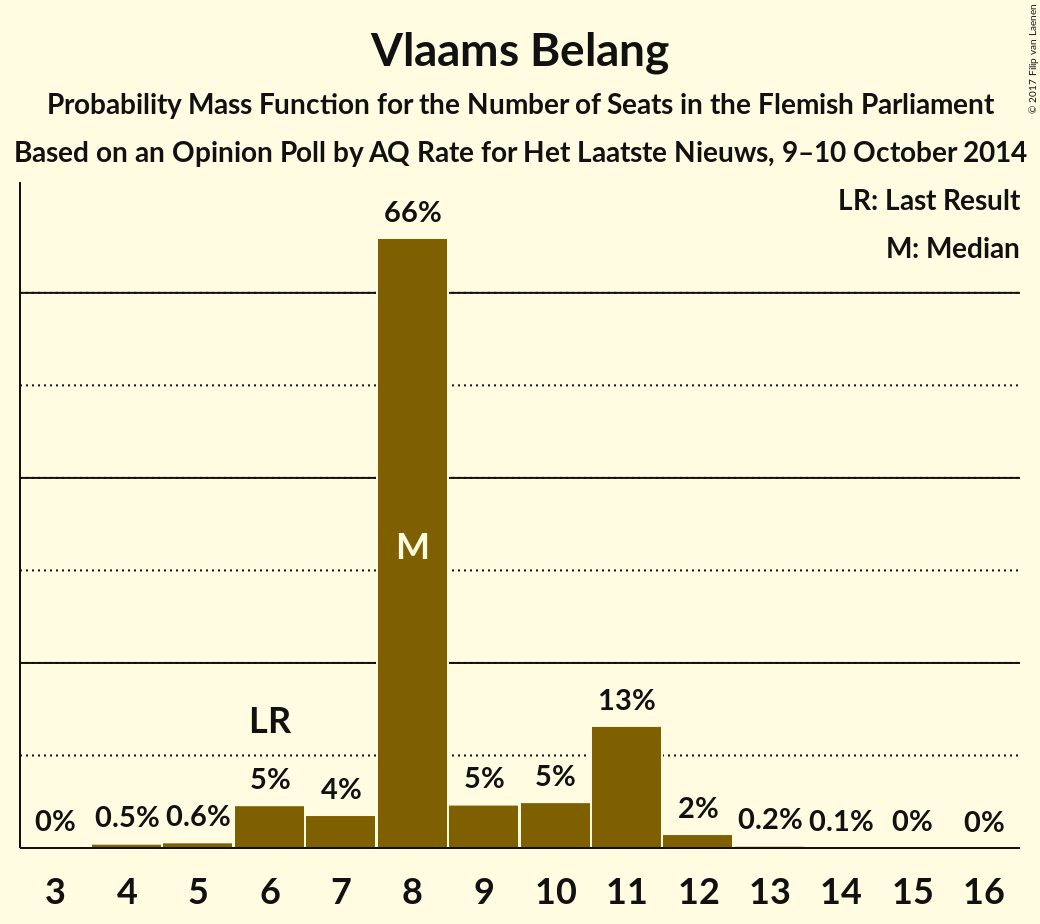 Vlaams Belang
Probability Mass Function for the Number of Seats in the Flemish Parliament
Based on an Opinion Poll by AQ Rate for Het Laatste Nieuws, 9–10 October 2014
© 2017 Filip van Laenen
LR: Last Result
M: Median
66%
M
LR
13%
5%
4%
5%
5%
2%
0%
0.5%
0.6%
0.2%
0.1%
0%
0%
3 4 5 6 7 8 9 10 11 12 13 14 15 16